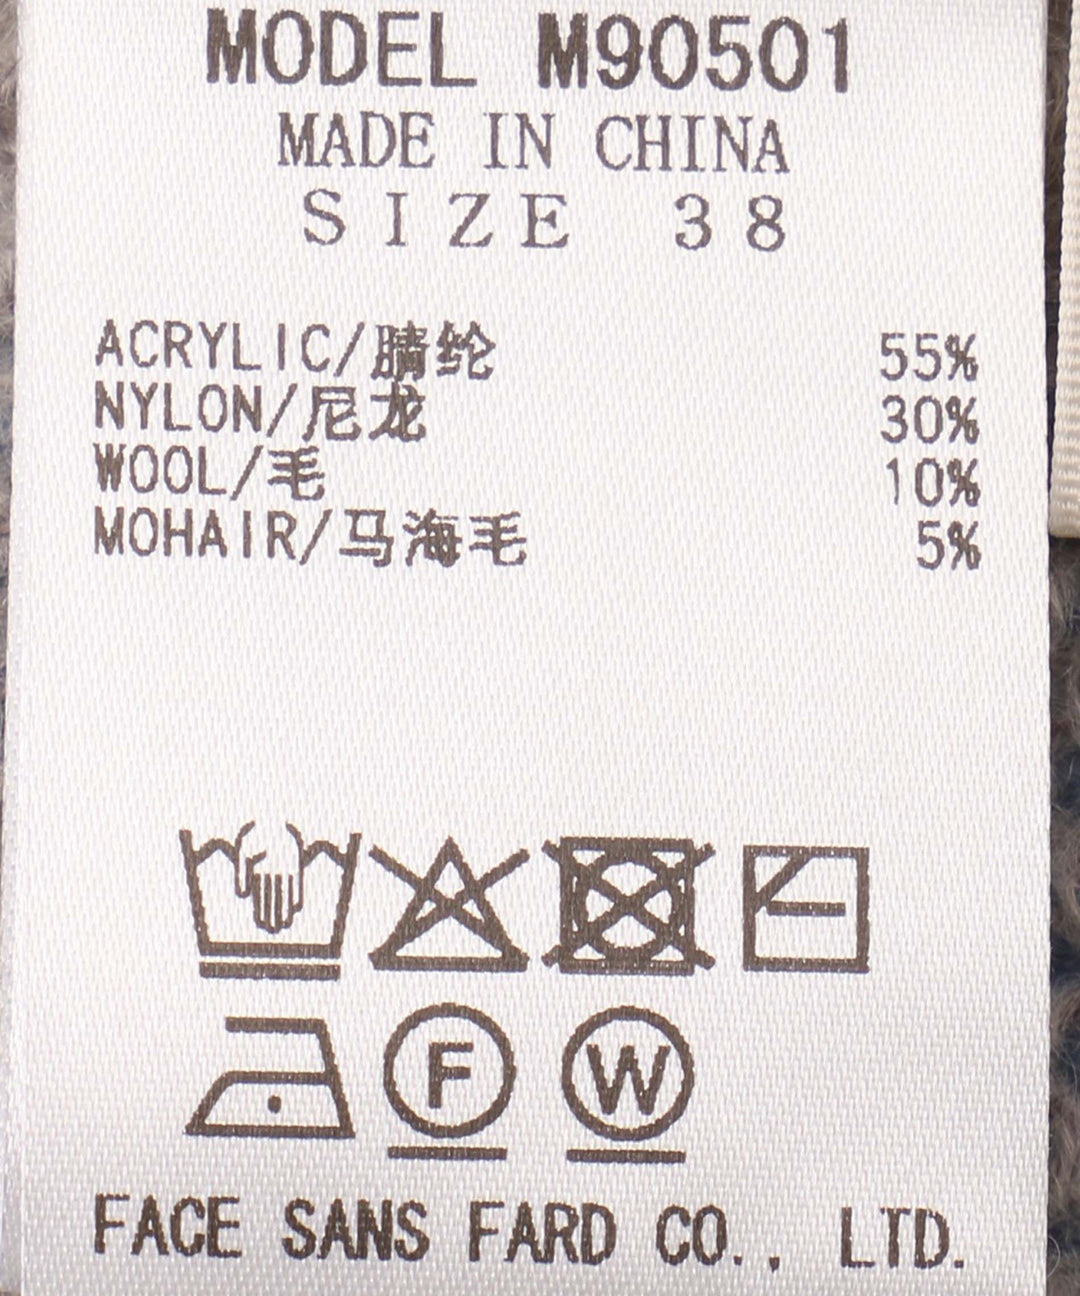 MODEL M90501
MADE IN CHINA
SIZE 38
ACRYLIC/腈纶 55%
NYLON/尼龙 30%
WOOL/毛 10%
MOHAIR/马海毛 5%
F W
FACE SANS FARD CO., LTD.